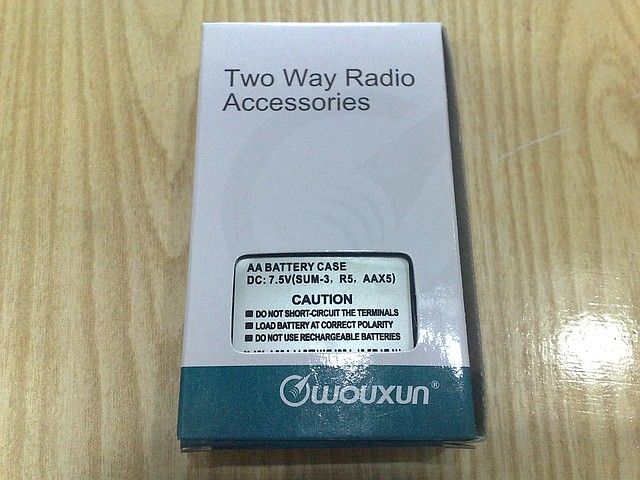 Two Way Radio
Accessories
AA BATTERY CASE
DC: 7.5V(SUM-3, R5, AAX5)
CAUTION
DO NOT SHORT-CIRCUIT THE TERMINALS
LOAD BATTERY AT CORRECT POLARITY
DO NOT USE RECHARGEABLE BATTERIES
wouxun®